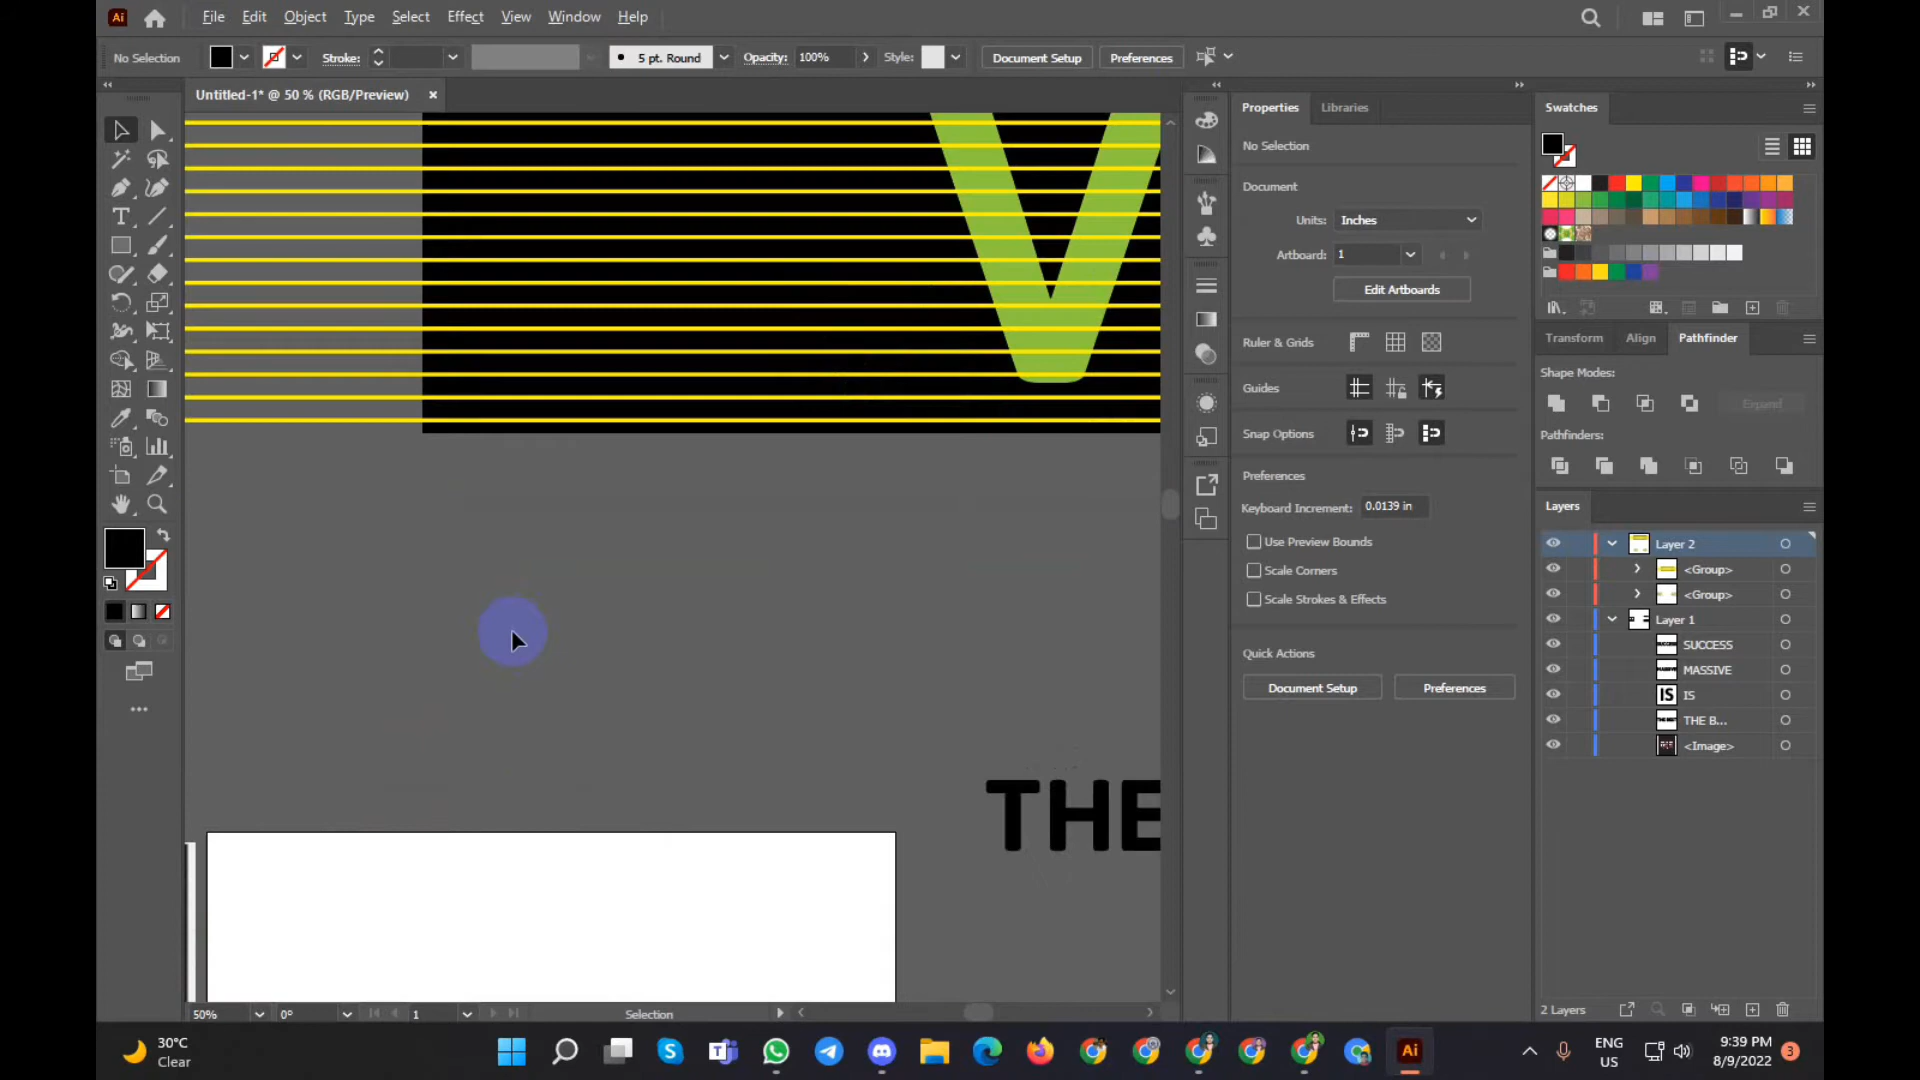 Ai File Edit Object Type Select Effect View Window Help
No Selection Stroke: 5 pt. Round Opacity: 100% Style: Document Setup Preferences
Untitled-1* @ 50 % (RGB/Preview)
V
THE
50% 0° 1 Selection
Properties Libraries
No Selection
Document
Units: Inches
Artboard: 1
Edit Artboards
Ruler & Grids
Guides
Snap Options
Preferences
Keyboard Increment: 0.0139 in
Use Preview Bounds
Scale Corners
Scale Strokes & Effects
Quick Actions
Document Setup Preferences
Swatches
Transform Align Pathfinder
Shape Modes:
Expand
Pathfinders:
Layers
Layer 2
<Group>
<Group>
Layer 1
SUCCESS
MASSIVE
IS IS
THE B...
<Image>
2 Layers
30°C
Clear
ENG
US
9:39 PM
8/9/2022
3